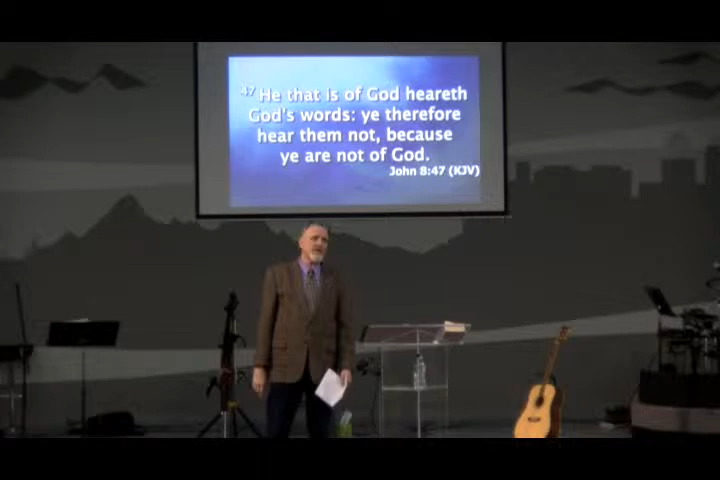 47 He that is of God heareth
God's words: ye therefore
hear them not, because
ye are not of God.
John 8:47 (KJV)